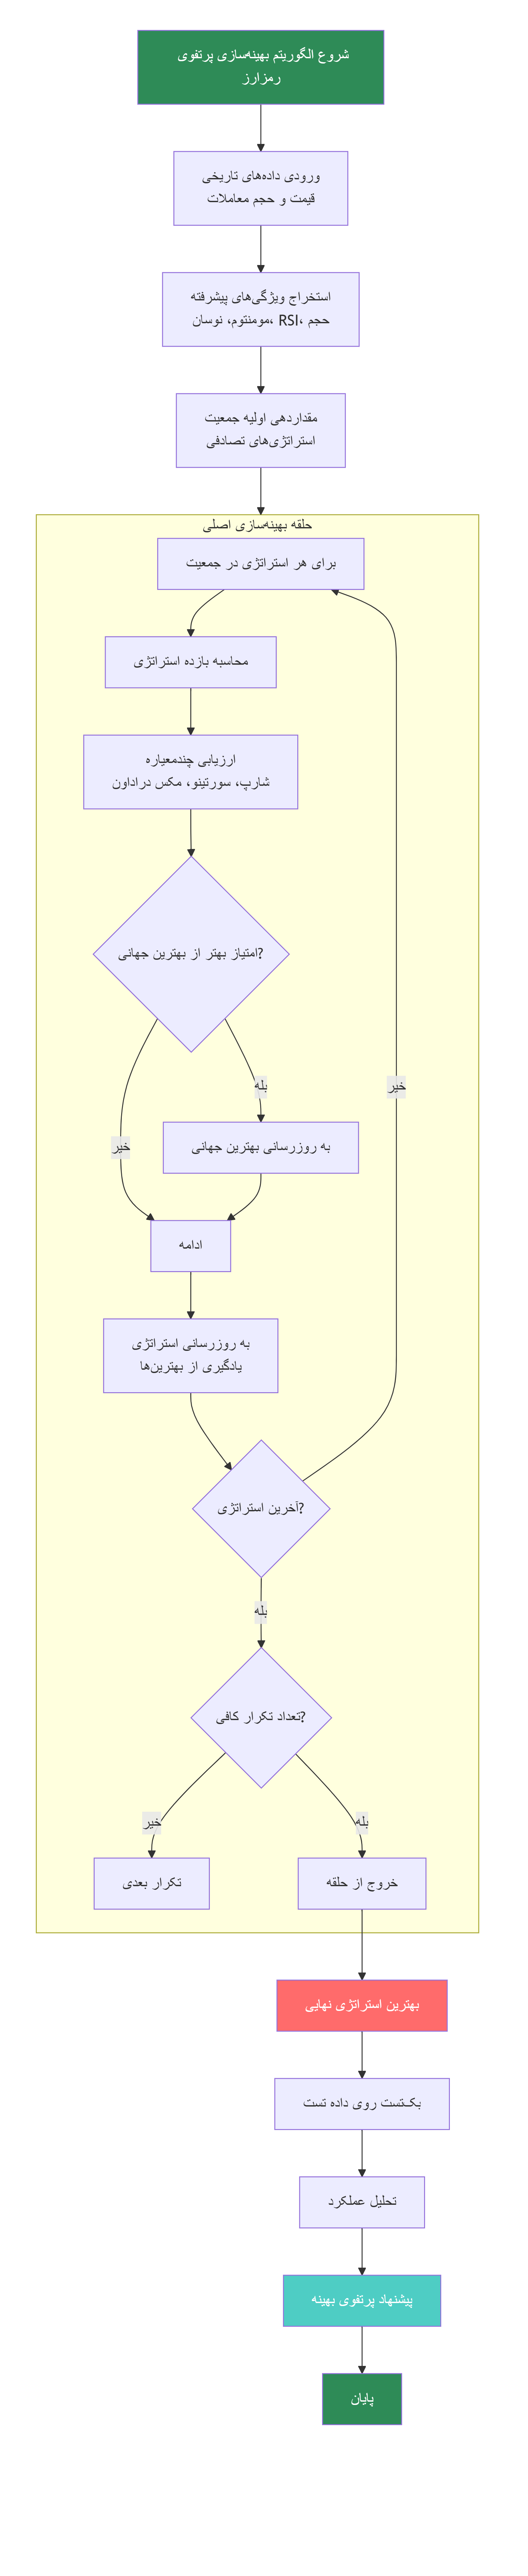 شروع الگوریتم بهینه‌سازی پرتفوی
رمزارز
ورودی داده‌های تاریخی
قیمت و حجم معاملات
استخراج ویژگی‌های پیشرفته
مومنتوم، نوسان، RSI، حجم
مقداردهی اولیه جمعیت
استراتژی‌های تصادفی
حلقه بهینه‌سازی اصلی
برای هر استراتژی در جمعیت
محاسبه بازده استراتژی
ارزیابی چندمعیاره
شارپ، سورتینو، مکس دراداون
امتیاز بهتر از بهترین جهانی?
بله
خیر
خیر
به روزرسانی بهترین جهانی
ادامه
به روزرسانی استراتژی
یادگیری از بهترین‌ها
آخرین استراتژی?
بله
تعداد تکرار کافی?
خیر
بله
تکرار بعدی
خروج از حلقه
بهترین استراتژی نهایی
بک‌تست روی داده تست
تحلیل عملکرد
پیشنهاد پرتفوی بهینه
پایان